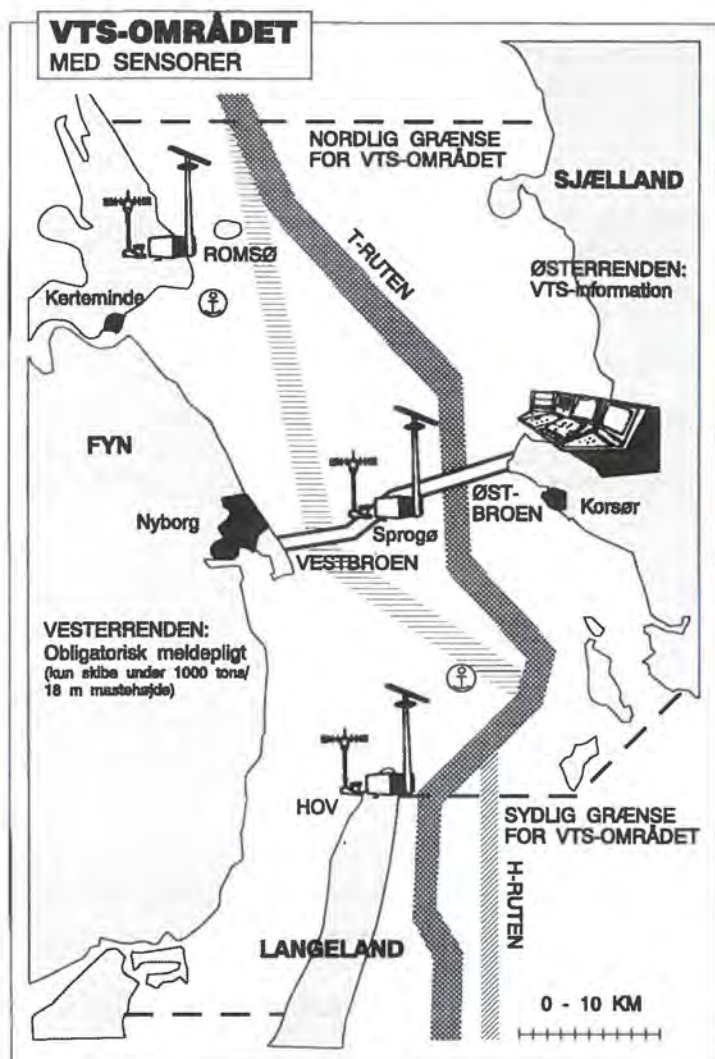 VTS-OMRÅDET
MED SENSORER
NORDLIG GRÆNSE
FOR VTS-OMRÅDET
SJÆLLAND
ROMSØ
T-RUTEN
ØSTERRENDEN:
VTS-information
Kerteminde
FYN
Nyborg
Sprogø
ØST-
BROEN
Korsør
VESTBROEN
VESTERRENDEN:
Obligatorisk meldepligt
(kun skibe under 1000 tons/
18 m mastehøjde)
HOV
SYDLIG GRÆNSE
FOR VTS-OMRÅDET
H-RUTEN
LANGELAND
0 - 10 KM